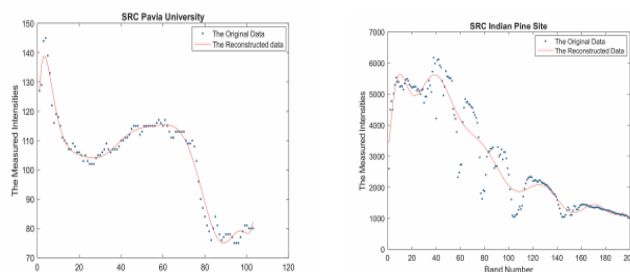 SRC Pavia University
The Original Data
The Reconstructed data
The Measured Intensities
150
140
130
120
110
100
90
80
70
0 20 40 60 80 100 120
SRC Indian Pine Site
The Original Data
The Reconstructed Data
The Measured Intensities
7000
6000
5000
4000
3000
2000
1000
0
0 20 40 60 80 100 120 140 160 180 200
Band Number